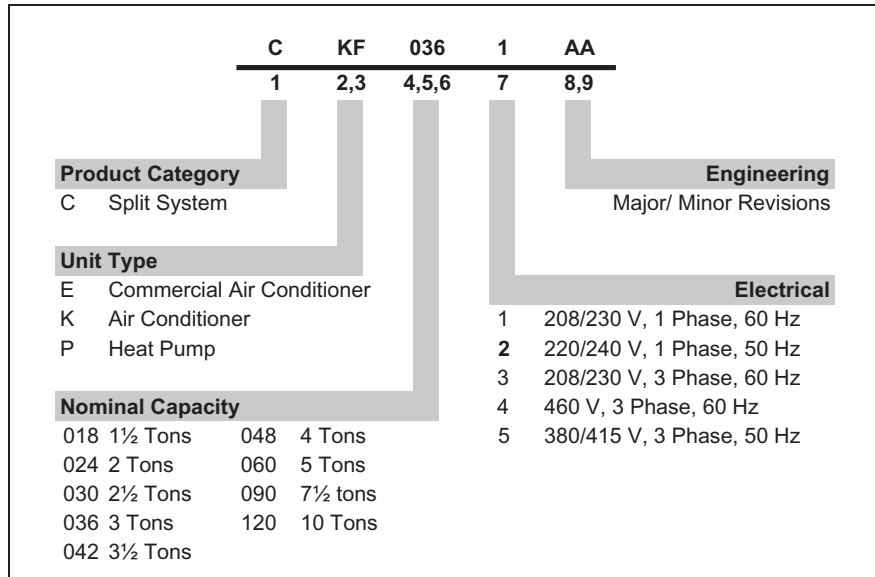 C KF 036 1 AA
1 2,3 4,5,6 7 8,9
Product Category
C Split System
Unit Type
E Commercial Air Conditioner
K Air Conditioner
P Heat Pump
Nominal Capacity
018 1½ Tons 048 4 Tons
024 2 Tons 060 5 Tons
030 2½ Tons 090 7½ tons
036 3 Tons 120 10 Tons
042 3½ Tons
Engineering
Major/ Minor Revisions
Electrical
1 208/230 V, 1 Phase, 60 Hz
2 220/240 V, 1 Phase, 50 Hz
3 208/230 V, 3 Phase, 60 Hz
4 460 V, 3 Phase, 60 Hz
5 380/415 V, 3 Phase, 50 Hz